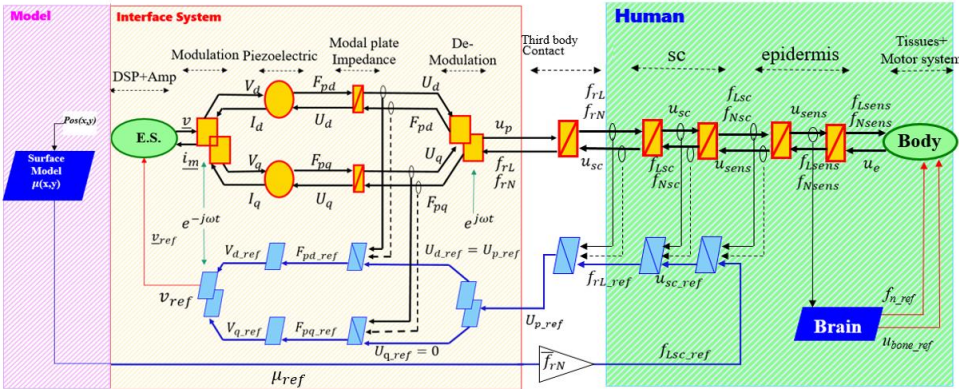 Model
Interface System
Human
DSP+Amp
Modulation
Piezoelectric
Modal plate
Impedance
De-
Modulation
Third body
Contact
sc
epidermis
Tissues+
Motor system
Pos(x,y)
Surface
Model
μ(x,y)
E.S.
v
i_m
V_d
I_d
F_pd
U_d
U_d
F_pd
V_q
I_q
F_pq
U_q
U_q
F_pq
u_p
f_rL
f_rN
f_rL
f_rN
u_sc
u_sc
f_Lsc
f_Nsc
f_Lsc
f_Nsc
u_sens
u_sens
f_Lsens
f_Nsens
f_Lsens
f_Nsens
u_e
Body
e^{-jωt}
e^{jωt}
v_ref
v_ref
V_d_ref
F_pd_ref
U_d_ref = U_p_ref
V_q_ref
F_pq_ref
U_q_ref = 0
U_p_ref
f_rL_ref
u_sc_ref
f_Lsc_ref
f_n_ref
u_bone_ref
Brain
μ_ref
f̅_rN